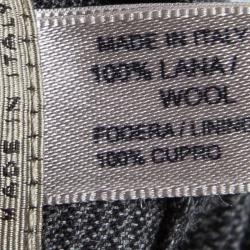 MADE IN ITALY
MADE IN ITALY
100% LANA /
WOOL
FODERA / LINING
100% CUPRO